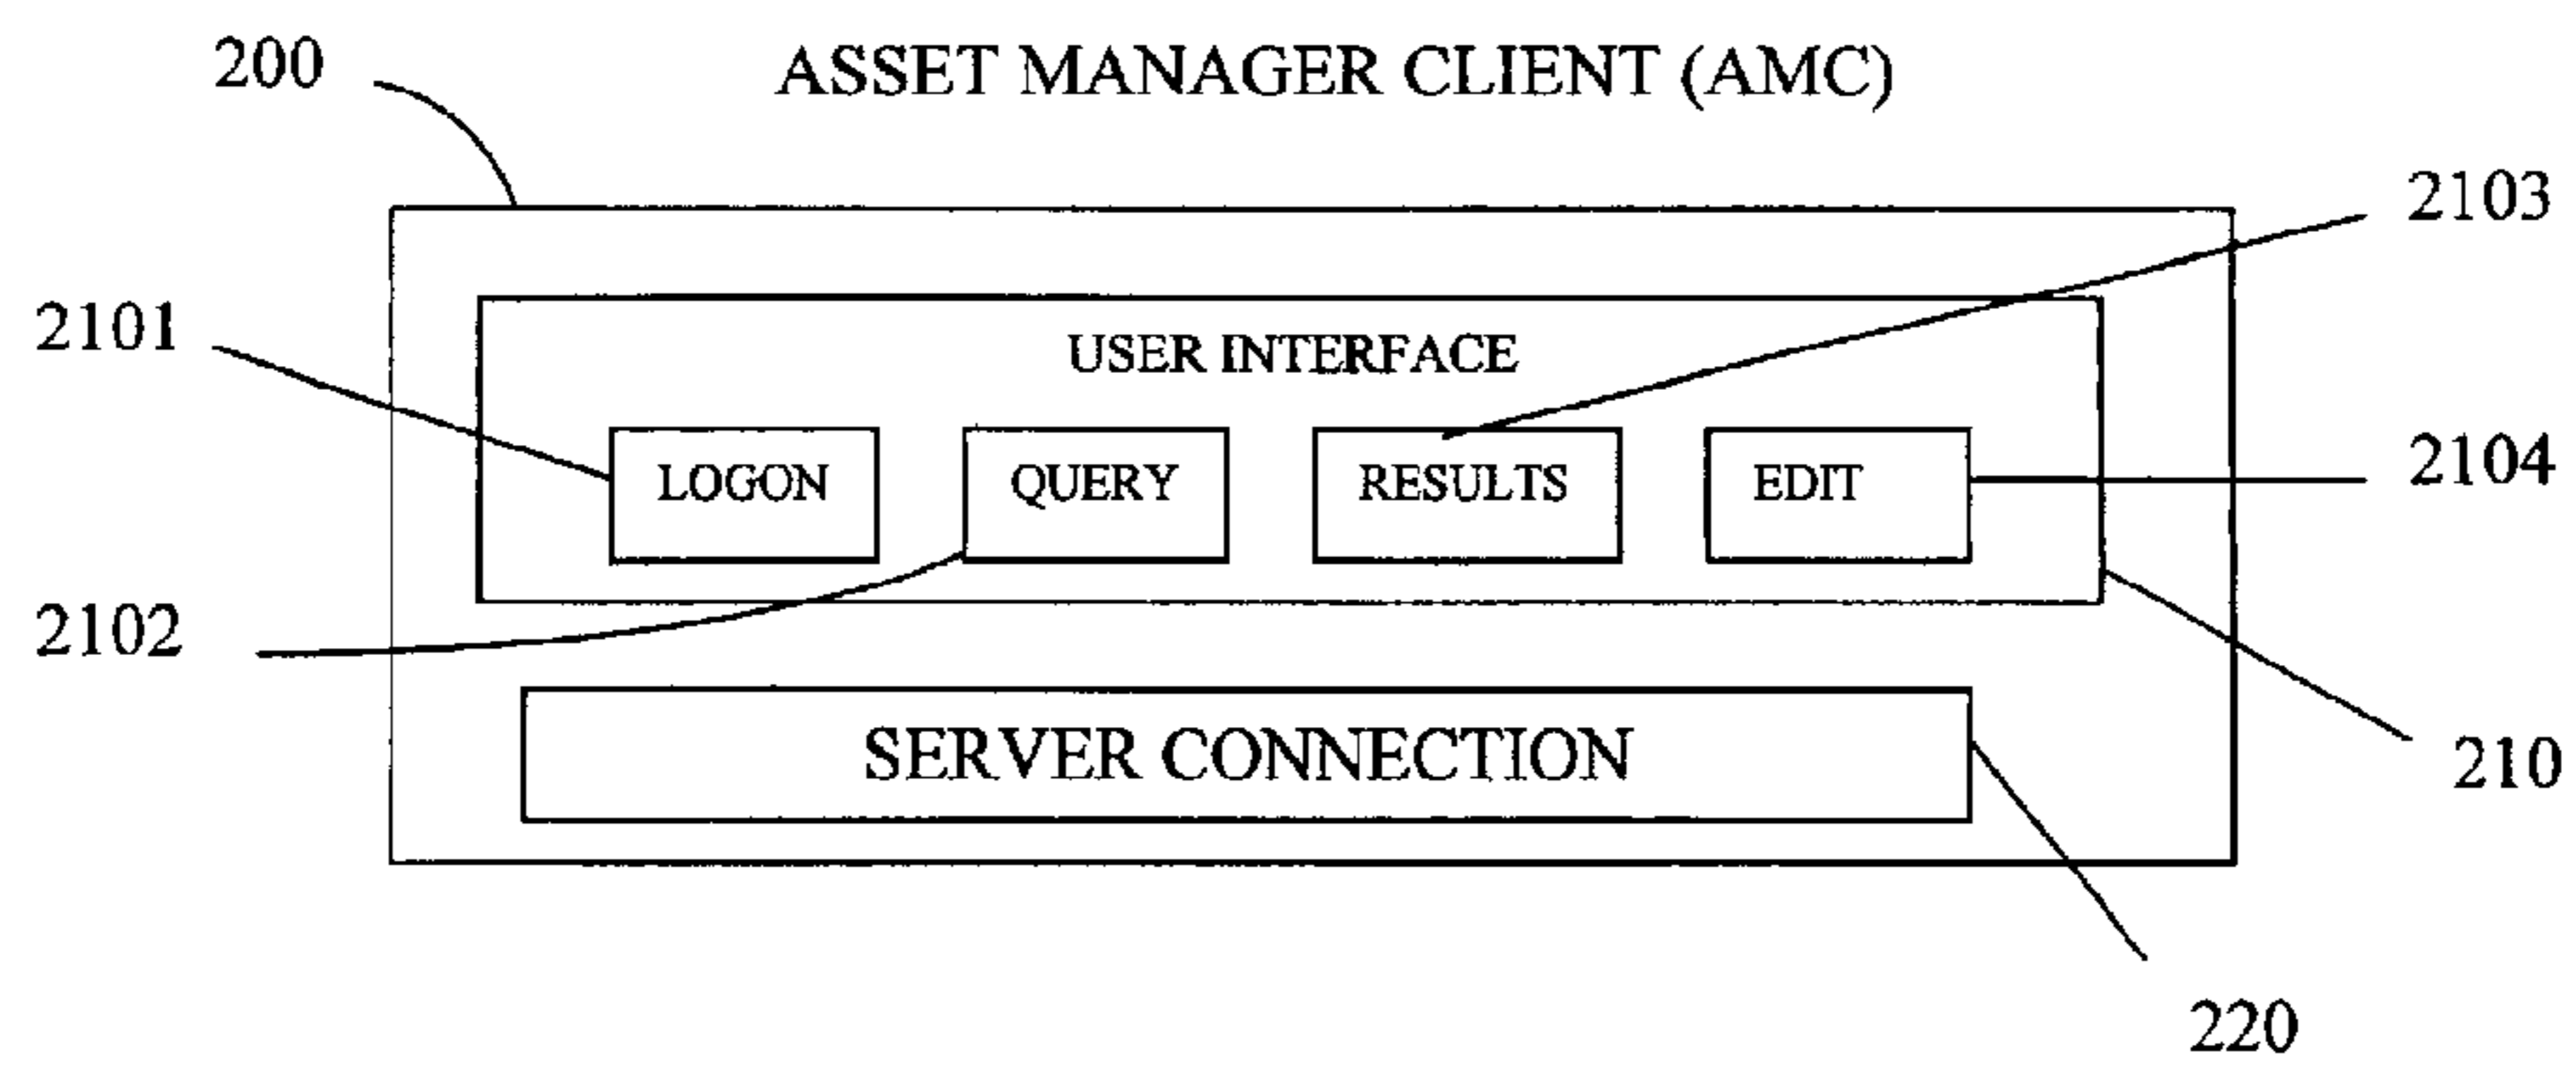 200
ASSET MANAGER CLIENT (AMC)
2103
2101
USER INTERFACE
LOGON
QUERY
RESULTS
EDIT
2104
2102
SERVER CONNECTION
210
220